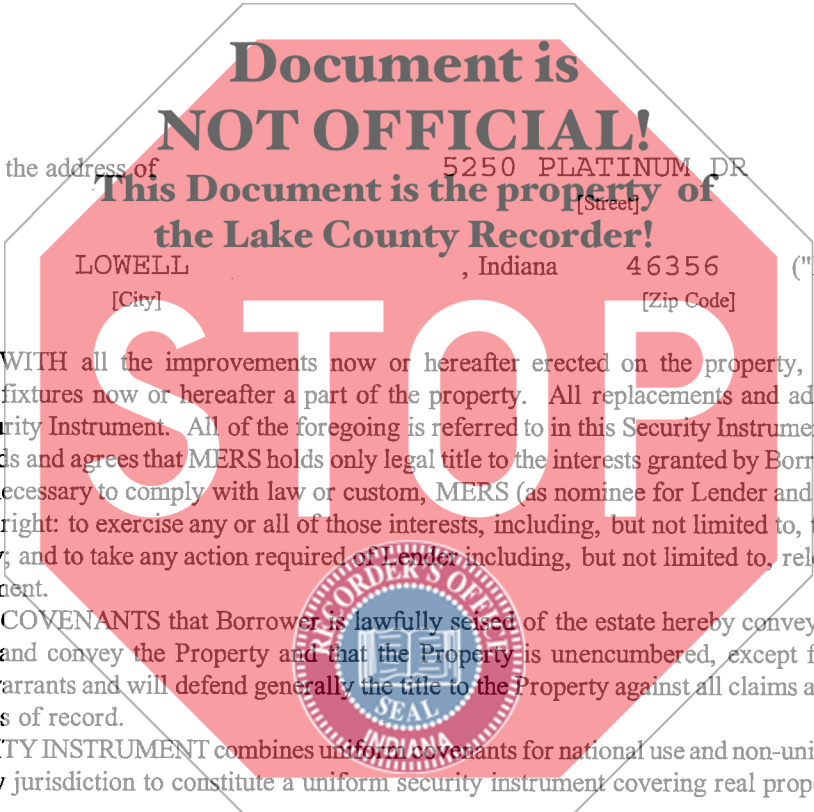 Document is
NOT OFFICIAL!
the address of 5250 PLATINUM DR
This Document is the property of
[Street]
the Lake County Recorder!
LOWELL , Indiana 46356 ("
[City] [Zip Code]
STOP
WITH all the improvements now or hereafter erected on the property,
fixtures now or hereafter a part of the property. All replacements and ad
rity Instrument. All of the foregoing is referred to in this Security Instrume
ds and agrees that MERS holds only legal title to the interests granted by Borr
ecessary to comply with law or custom, MERS (as nominee for Lender and
right: to exercise any or all of those interests, including, but not limited to,
; and to take any action required of Lender including, but not limited to, rel
ment.
COVENANTS that Borrower is lawfully seised of the estate hereby convey
and convey the Property and that the Property is unencumbered, except f
arrants and will defend generally the title to the Property against all claims a
s of record.
TY INSTRUMENT combines uniform covenants for national use and non-uni
jurisdiction to constitute a uniform security instrument covering real prop
RECORDER'S OFFICE
SEAL
INDIANA